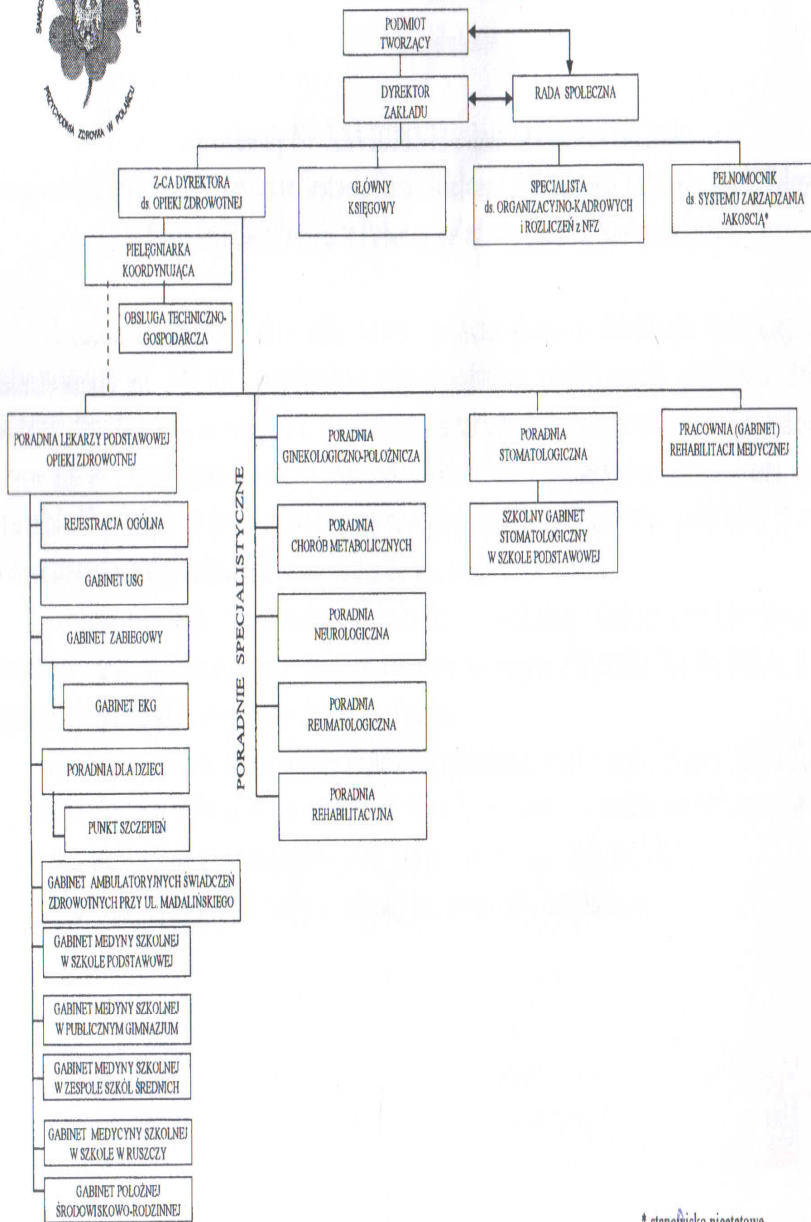 PRZYCHODNIA ZDROWIA W POŁAŃCU
PODMIOT
TWORZĄCY
DYREKTOR
ZAKŁADU
RADA SPOŁECZNA
Z-CA DYREKTORA
ds. OPIEKI ZDROWOTNEJ
GŁÓWNY
KSIĘGOWY
SPECJALISTA
ds. ORGANIZACYJNO-KADROWYCH
i ROZLICZEŃ z NFZ
PEŁNOMOCNIK
ds. SYSTEMU ZARZĄDZANIA
JAKOŚCIĄ*
PIELĘGNIARKA
KOORDYNUJĄCA
OBSŁUGA TECHNICZNO-
GOSPODARCZA
PORADNIA LEKARZY PODSTAWOWEJ
OPIEKI ZDROWOTNEJ
REJESTRACJA OGÓLNA
GABINET USG
GABINET ZABIEGOWY
GABINET EKG
PORADNIA DLA DZIECI
PUNKT SZCZEPIEŃ
GABINET AMBULATORYJNYCH ŚWIADCZEŃ
ZDROWOTNYCH PRZY UL. MADALIŃSKIEGO
GABINET MEDYNY SZKOLNEJ
W SZKOLE PODSTAWOWEJ
GABINET MEDYNY SZKOLNEJ
W PUBLICZNYM GIMNAZJUM
GABINET MEDYNY SZKOLNEJ
W ZESPOLE SZKÓŁ ŚREDNICH
GABINET MEDYCYNY SZKOLNEJ
W SZKOLE W RUSZCZY
GABINET POŁOŻNEJ
ŚRODOWISKOWO-RODZINNEJ
PORADNIE SPECJALISTYCZNE
PORADNIA
GINEKOLOGICZNO-POŁOŻNICZA
PORADNIA
CHORÓB METABOLICZNYCH
PORADNIA
NEUROLOGICZNA
PORADNIA
REUMATOLOGICZNA
PORADNIA
REHABILITACYJNA
PORADNIA
STOMATOLOGICZNA
SZKOLNY GABINET
STOMATOLOGICZNY
W SZKOLE PODSTAWOWEJ
PRACOWNIA (GABINET)
REHABILITACJI MEDYCZNEJ
* stanowisko nieetatowe